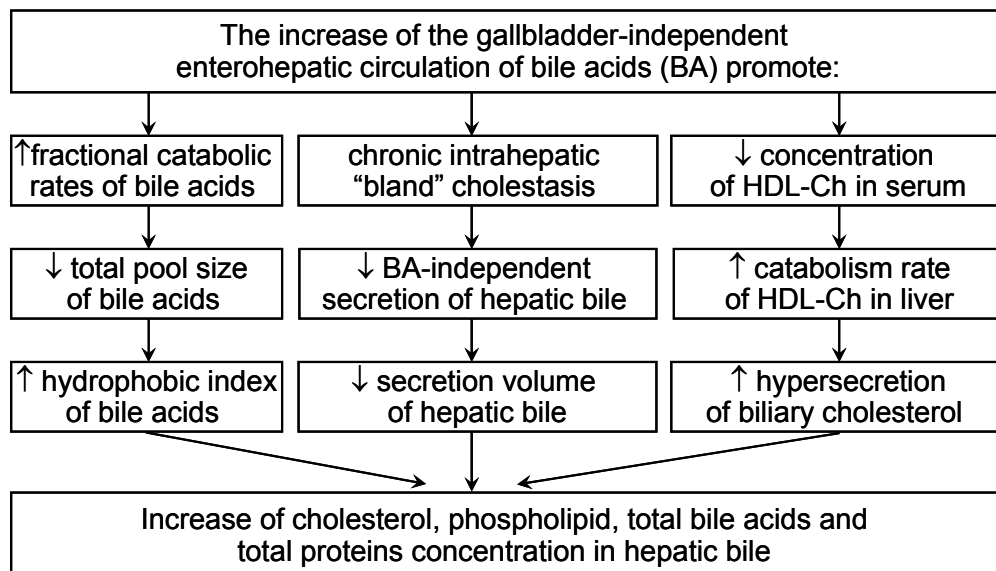 The increase of the gallbladder-independent
enterohepatic circulation of bile acids (BA) promote:
↑fractional catabolic
rates of bile acids
chronic intrahepatic
“bland” cholestasis
↓ concentration
of HDL-Ch in serum
↓ total pool size
of bile acids
↓ BA-independent
secretion of hepatic bile
↑ catabolism rate
of HDL-Ch in liver
↑ hydrophobic index
of bile acids
↓ secretion volume
of hepatic bile
↑ hypersecretion
of biliary cholesterol
Increase of cholesterol, phospholipid, total bile acids and
total proteins concentration in hepatic bile